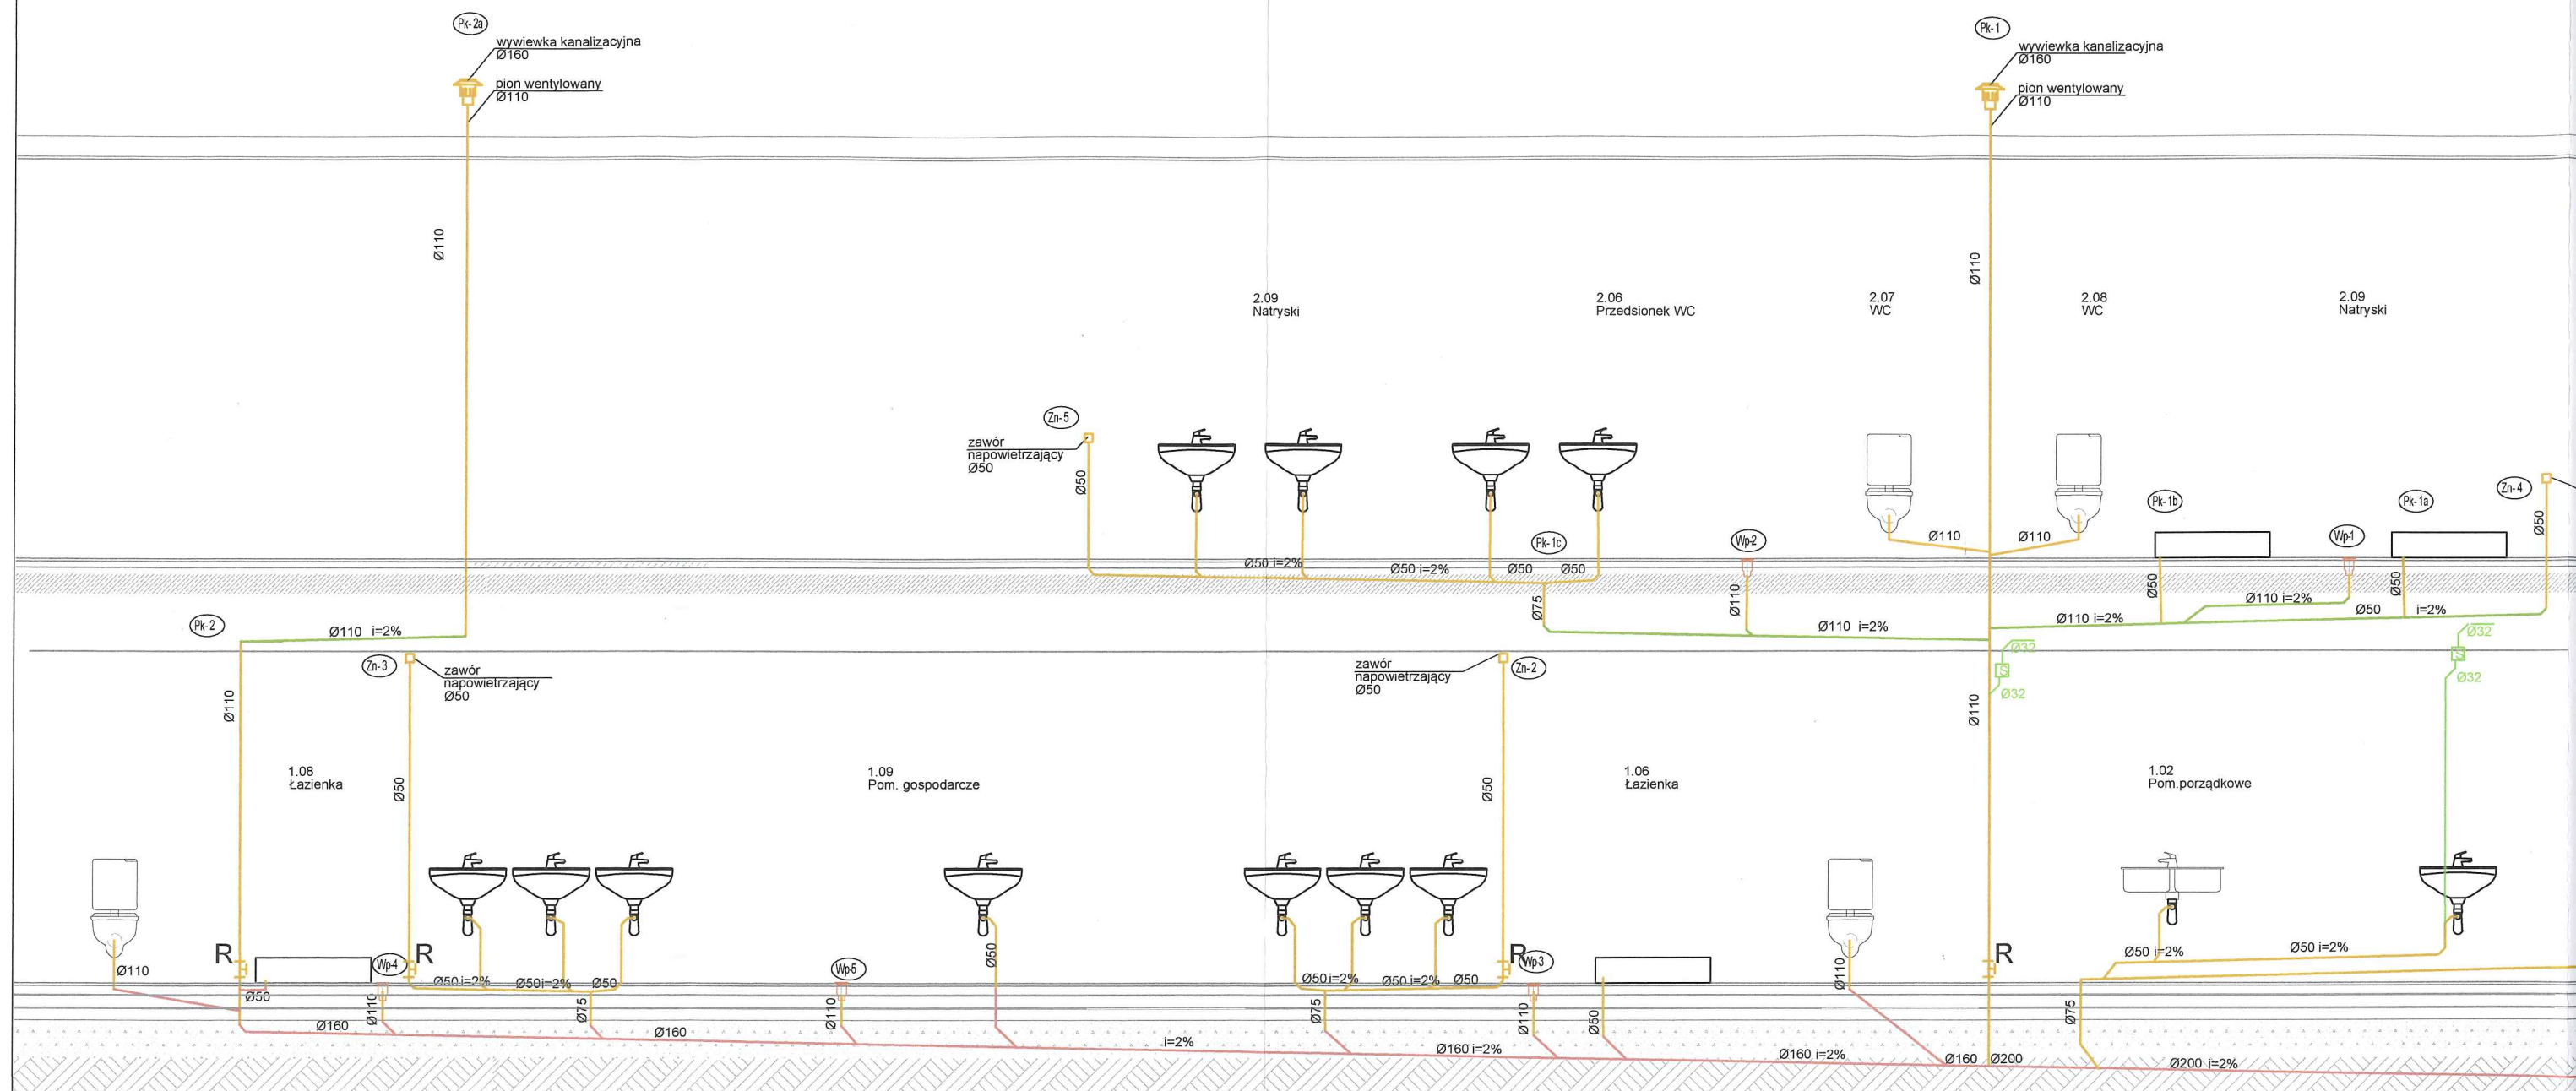 Pk-2a
wywiewka kanalizacyjna
Ø160
pion wentylowany
Ø110
Pk-1
wywiewka kanalizacyjna
Ø160
pion wentylowany
Ø110
Ø110
Ø110
2.09
Natryski
2.06
Przedsionek WC
2.07
WC
2.08
WC
2.09
Natryski
Zn-5
zawór
napowietrzający
Ø50
Ø50
Pk-1b
Pk-1a
Zn-4
Ø50
Pk-1c
Wp-2
Ø110
Ø110
Wp-1
Ø50 i=2%
Ø50 i=2%
Ø50
Ø50
Ø75
Ø110
Ø50
Ø50
Ø110 i=2%
Ø50
i=2%
Ø110 i=2%
Ø110 i=2%
Pk-2
Ø110 i=2%
Ø32
S
Ø32
Ø32
S
Ø32
Zn-3
zawór
napowietrzający
Ø50
zawór
napowietrzający
Ø50
Zn-2
Ø110
Ø110
1.08
Łazienka
Ø50
1.09
Pom. gospodarcze
Ø50
1.06
Łazienka
1.02
Pom.porządkowe
R
R
R
R
Wp-4
Wp-5
Wp-3
Ø110
Ø50
Ø110
Ø50 i=2%
Ø50i=2%
Ø50
Ø75
Ø110
Ø50
Ø50 i=2%
Ø50 i=2%
Ø50
Ø75
Ø110
Ø50
Ø110
Ø50 i=2%
Ø50 i=2%
Ø75
Ø160
Ø160
i=2%
Ø160 i=2%
Ø160 i=2%
Ø160
Ø200
Ø200 i=2%